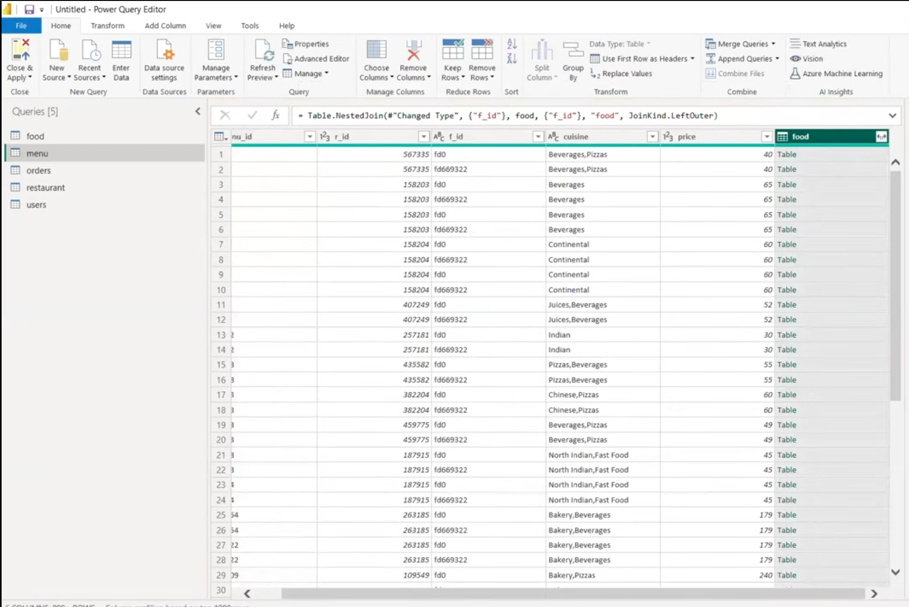 Untitled - Power Query Editor
File Home Transform Add Column View Tools Help
Close & Apply
New Source
Recent Sources
Enter Data
Data source settings
Manage Parameters
Refresh Preview
Properties
Advanced Editor
Manage
Choose Columns
Remove Columns
Keep Rows
Remove Rows
Split Column
Group By
Data Type: Table
Use First Row as Headers
Replace Values
Merge Queries
Append Queries
Combine Files
Text Analytics
Vision
Azure Machine Learning
Close New Query Data Sources Parameters Query Manage Columns Reduce Rows Sort Transform Combine AI Insights
Queries [5]
food
menu
orders
restaurant
users
= Table.NestedJoin(#"Changed Type", {"f_id"}, food, {"f_id"}, "food", JoinKind.LeftOuter)
nu_id 1²3 r_id ABC f_id ABC cuisine 1²3 price food
1 567335 fd0 Beverages,Pizzas 40 Table
2 567335 fd669322 Beverages,Pizzas 40 Table
3 158203 fd0 Beverages 65 Table
4 158203 fd669322 Beverages 65 Table
5 158203 fd0 Beverages 65 Table
6 158203 fd669322 Beverages 65 Table
7 158204 fd0 Continental 60 Table
8 158204 fd669322 Continental 60 Table
9 158204 fd0 Continental 60 Table
10 158204 fd669322 Continental 60 Table
11 407249 fd0 Juices,Beverages 52 Table
12 407249 fd669322 Juices,Beverages 52 Table
13 2 257181 fd0 Indian 30 Table
14 2 257181 fd669322 Indian 30 Table
15 3 435582 fd0 Pizzas,Beverages 55 Table
16 3 435582 fd669322 Pizzas,Beverages 55 Table
17 3 382204 fd0 Chinese,Pizzas 60 Table
18 3 382204 fd669322 Chinese,Pizzas 60 Table
19 3 459775 fd0 Beverages,Pizzas 49 Table
20 3 459775 fd669322 Beverages,Pizzas 49 Table
21 3 187915 fd0 North Indian,Fast Food 45 Table
22 3 187915 fd669322 North Indian,Fast Food 45 Table
23 4 187915 fd0 North Indian,Fast Food 45 Table
24 4 187915 fd669322 North Indian,Fast Food 45 Table
25 54 263185 fd0 Bakery,Beverages 179 Table
26 54 263185 fd669322 Bakery,Beverages 179 Table
27 22 263185 fd0 Bakery,Beverages 179 Table
28 22 263185 fd669322 Bakery,Beverages 179 Table
29 09 109549 fd0 Bakery,Pizzas 240 Table
30